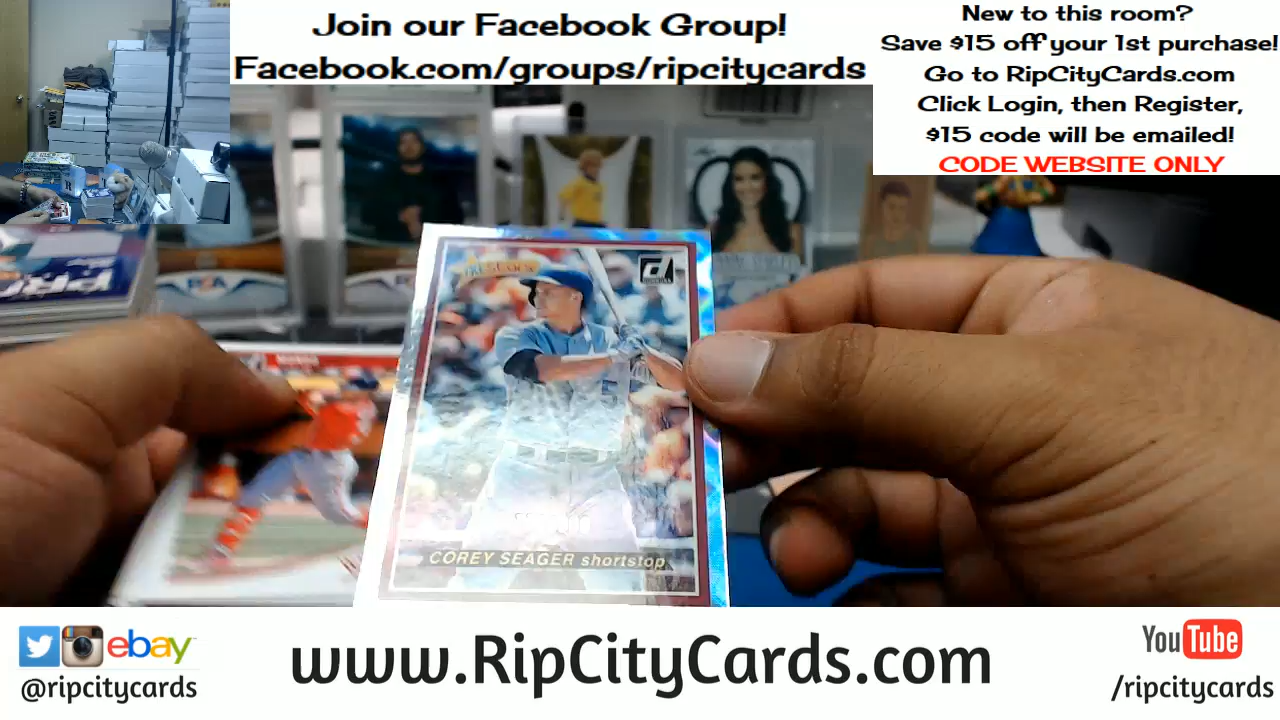 Join our Facebook Group!
Facebook.com/groups/ripcitycards
New to this room?
Save $15 off your 1st purchase!
Go to RipCityCards.com
Click Login, then Register,
$15 code will be emailed!
CODE WEBSITE ONLY
COREY SEAGER shortstop
ebay
@ripcitycards
www.RipCityCards.com
YouTube
/ripcitycards